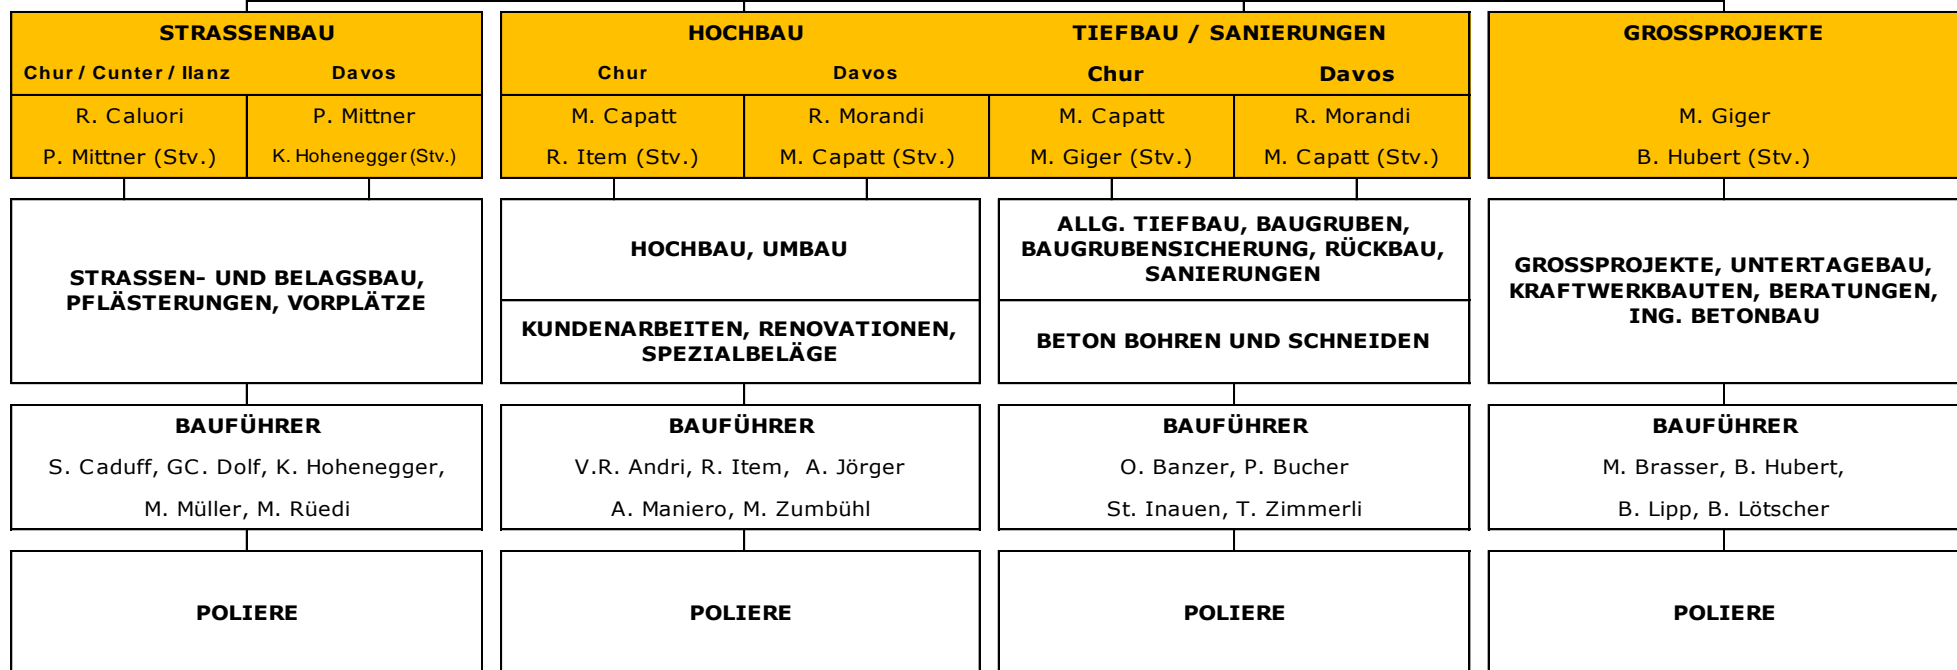 STRASSENBAU
Chur / Cunter / Ilanz
Davos
R. Caluori
P. Mittner (Stv.)
P. Mittner
K. Hohenegger (Stv.)
STRASSEN- UND BELAGSBAU,
PFLÄSTERUNGEN, VORPLÄTZE
BAUFÜHRER
S. Caduff, GC. Dolf, K. Hohenegger,
M. Müller, M. Rüedi
POLIERE
HOCHBAU
Chur
Davos
M. Capatt
R. Item (Stv.)
R. Morandi
M. Capatt (Stv.)
HOCHBAU, UMBAU
KUNDENARBEITEN, RENOVATIONEN,
SPEZIALBELÄGE
BAUFÜHRER
V.R. Andri, R. Item, A. Jörger
A. Maniero, M. Zumbühl
POLIERE
TIEFBAU / SANIERUNGEN
Chur
Davos
M. Capatt
M. Giger (Stv.)
R. Morandi
M. Capatt (Stv.)
ALLG. TIEFBAU, BAUGRUBEN,
BAUGRUBENSICHERUNG, RÜCKBAU,
SANIERUNGEN
BETON BOHREN UND SCHNEIDEN
BAUFÜHRER
O. Banzer, P. Bucher
St. Inauen, T. Zimmerli
POLIERE
GROSSPROJEKTE
M. Giger
B. Hubert (Stv.)
GROSSPROJEKTE, UNTERTAGEBAU,
KRAFTWERKBAUTEN, BERATUNGEN,
ING. BETONBAU
BAUFÜHRER
M. Brasser, B. Hubert,
B. Lipp, B. Lötscher
POLIERE